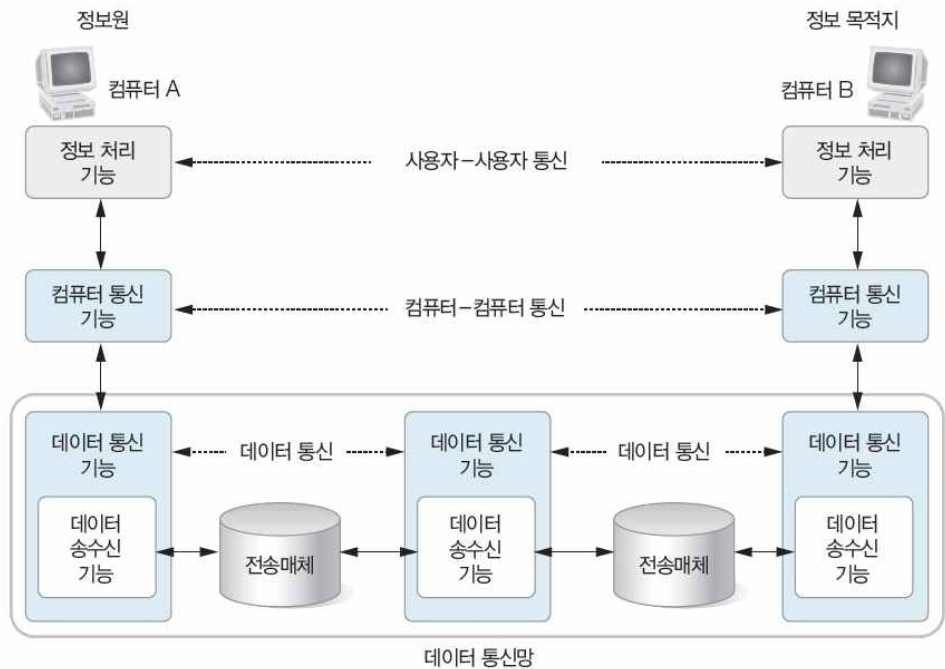 정보원
정보 목적지
컴퓨터 A
컴퓨터 B
정보 처리
기능
사용자–사용자 통신
정보 처리
기능
컴퓨터 통신
기능
컴퓨터–컴퓨터 통신
컴퓨터 통신
기능
데이터 통신
기능
데이터 통신
데이터 통신
기능
데이터 통신
데이터 통신
기능
데이터
송수신
기능
전송매체
데이터
송수신
기능
전송매체
데이터
송수신
기능
데이터 통신망